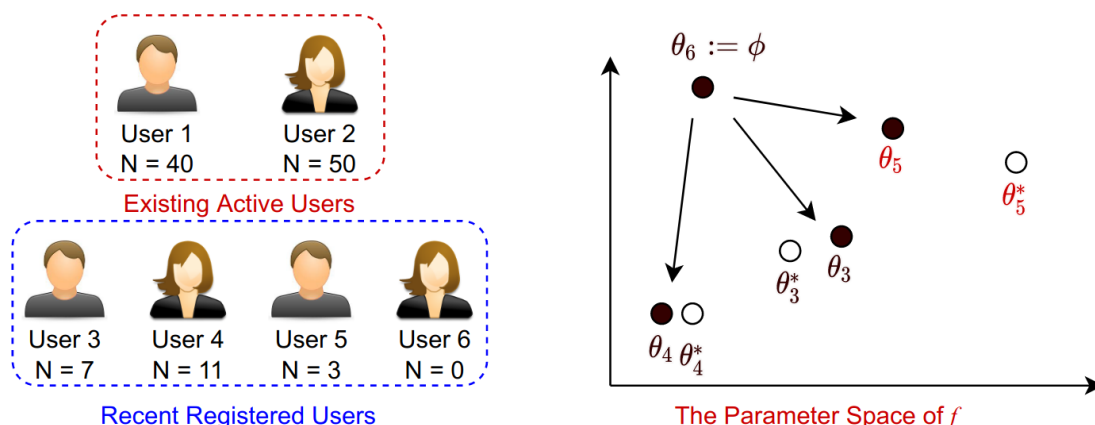 User 1
N = 40
User 2
N = 50
Existing Active Users
User 3
N = 7
User 4
N = 11
User 5
N = 3
User 6
N = 0
Recent Registered Users
θ₆ := ϕ
θ₅
θ₅*
θ₃*
θ₃
θ₄
θ₄*
The Parameter Space of f